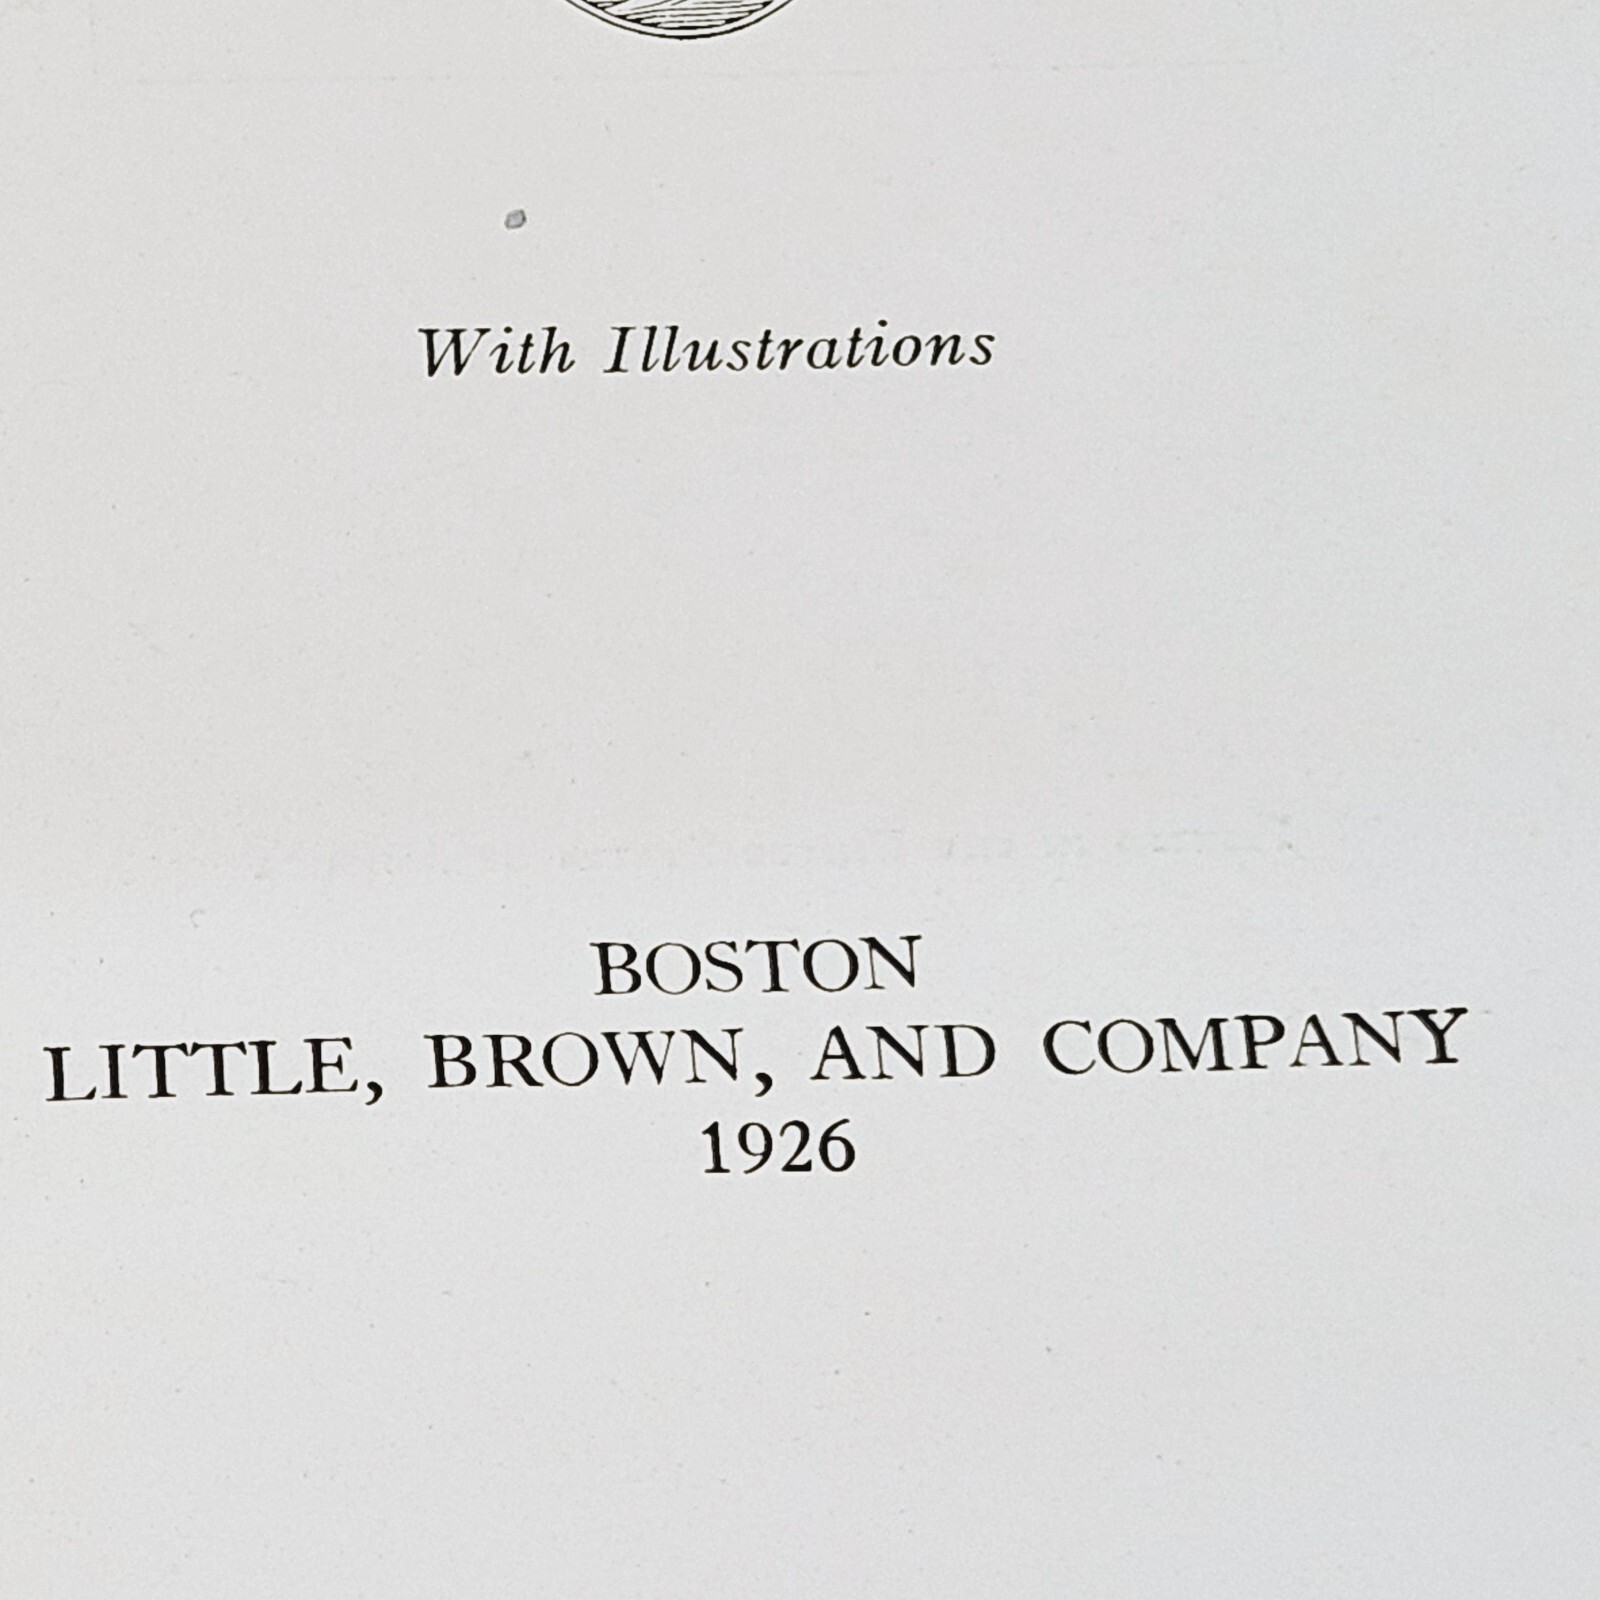 With Illustrations
BOSTON
LITTLE, BROWN, AND COMPANY
1926